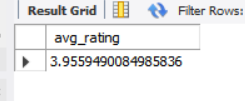 Result Grid Filter Rows:
avg_rating
3.9559490084985836